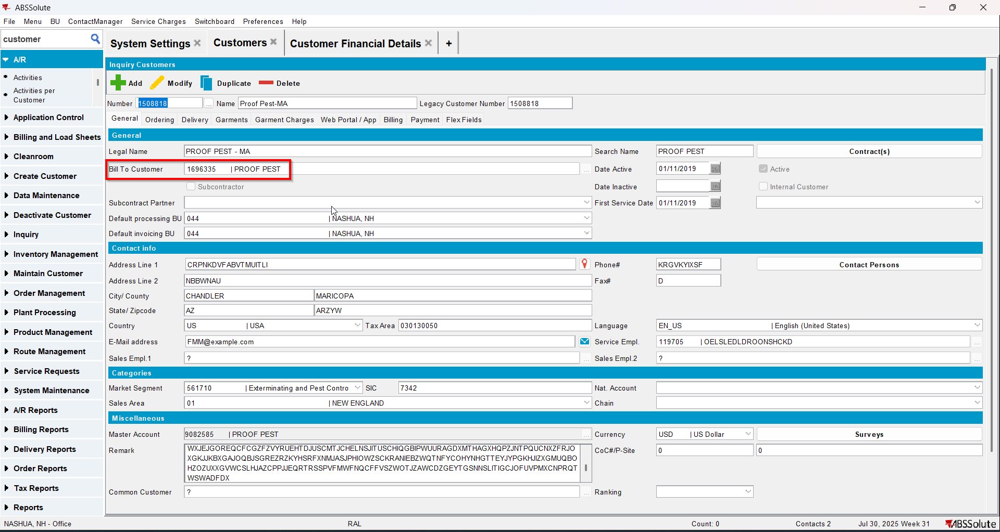 ABSSolute
File Menu BU ContactManager Service Charges Switchboard Preferences Help
customer
System Settings Customers Customer Financial Details +
A/R
Activities
Activities per
Customer
Application Control
Billing and Load Sheets
Cleanroom
Create Customer
Data Maintenance
Deactivate Customer
Inquiry
Inventory Management
Maintain Customer
Order Management
Plant Processing
Product Management
Route Management
Service Requests
System Maintenance
A/R Reports
Billing Reports
Delivery Reports
Order Reports
Tax Reports
Reports
Inquiry Customers
Add Modify Duplicate Delete
Number 1508818 ... Name Proof Pest-MA Legacy Customer Number 1508818
General Ordering Delivery Garments Garment Charges Web Portal / App Billing Payment Flex Fields
General
Legal Name PROOF PEST - MA Search Name PROOF PEST Contract(s)
Bill To Customer 1696335 | PROOF PEST ... Date Active 01/11/2019 16 Active
Subcontractor Date Inactive 16 Internal Customer
Subcontract Partner First Service Date 01/11/2019 16
Default processing BU 044 | NASHUA, NH
Default invoicing BU 044 | NASHUA, NH
Contact info
Address Line 1 CRPNKDVFABVTMUITLI Phone# KRGVKYIXSF Contact Persons
Address Line 2 NBBWNAU Fax# D
City/ County CHANDLER MARICOPA
State/ Zipcode AZ ARZYW
Country US | USA Tax Area 030130050 Language EN_US | English (United States)
E-Mail address FMM@example.com Service Empl. 119705 | OELSLEDLDROONSHCKD ...
Sales Empl.1 ? ... Sales Empl.2 ? ...
Categories
Market Segment 561710 | Exterminating and Pest Contro SIC 7342 Nat. Account
Sales Area 01 | NEW ENGLAND Chain
Miscellaneous
Master Account 9082585 | PROOF PEST ... Currency USD | US Dollar Surveys
Remark WXJEJGOREQCFCGZFZVYRUEHTDJUSCMTJCHELNSJITUSCHIQGBIPWUURAGDXMTHAGXHQPZJNTPQUCNXZFRJO CoC#/P-Site 0 0
XGKJJKBXGAJOQBJSGREZRZKYHSRFXNMJASJPHIOWZSCKRANIEBZWQTNFYCOHYNHGTTEYJYPGKHJIZXGMUQBO
HZOZUXXGVWCSLHJAZCPPJJEQRTRSSPVFMWFNQCFFVSZWOTJZAWCDZGEYTGSNNSLITIGCJOFUVPMXCNPRQT
WSWADFDX
Common Customer ? ... Ranking
NASHUA, NH - Office RAL Count: 0 Contacts 2 Jul 30, 2025 Week 31 ABSSolute